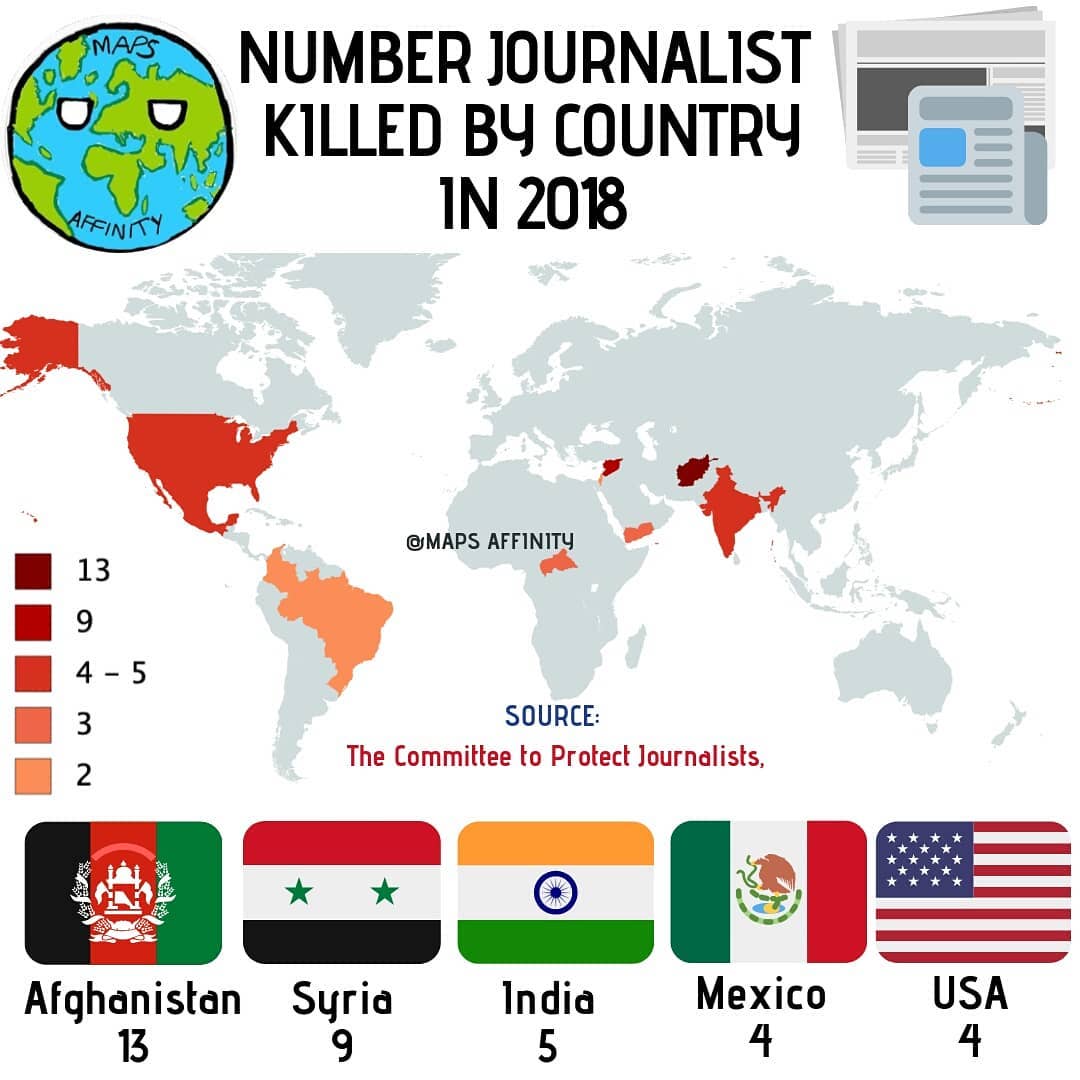 MAPS
AFFINITY
NUMBER JOURNALIST
KILLED BY COUNTRY
IN 2018
@MAPS AFFINITY
13
9
4 – 5
3
2
SOURCE:
The Committee to Protect Journalists,
Afghanistan
13
Syria
9
India
5
Mexico
4
USA
4